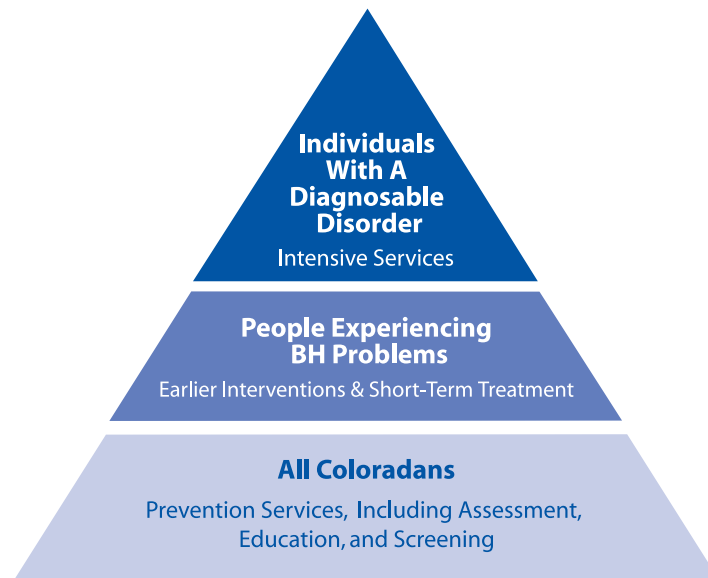 Individuals
With A
Diagnosable
Disorder
Intensive Services
People Experiencing
BH Problems
Earlier Interventions & Short-Term Treatment
All Coloradans
Prevention Services, Including Assessment,
Education, and Screening